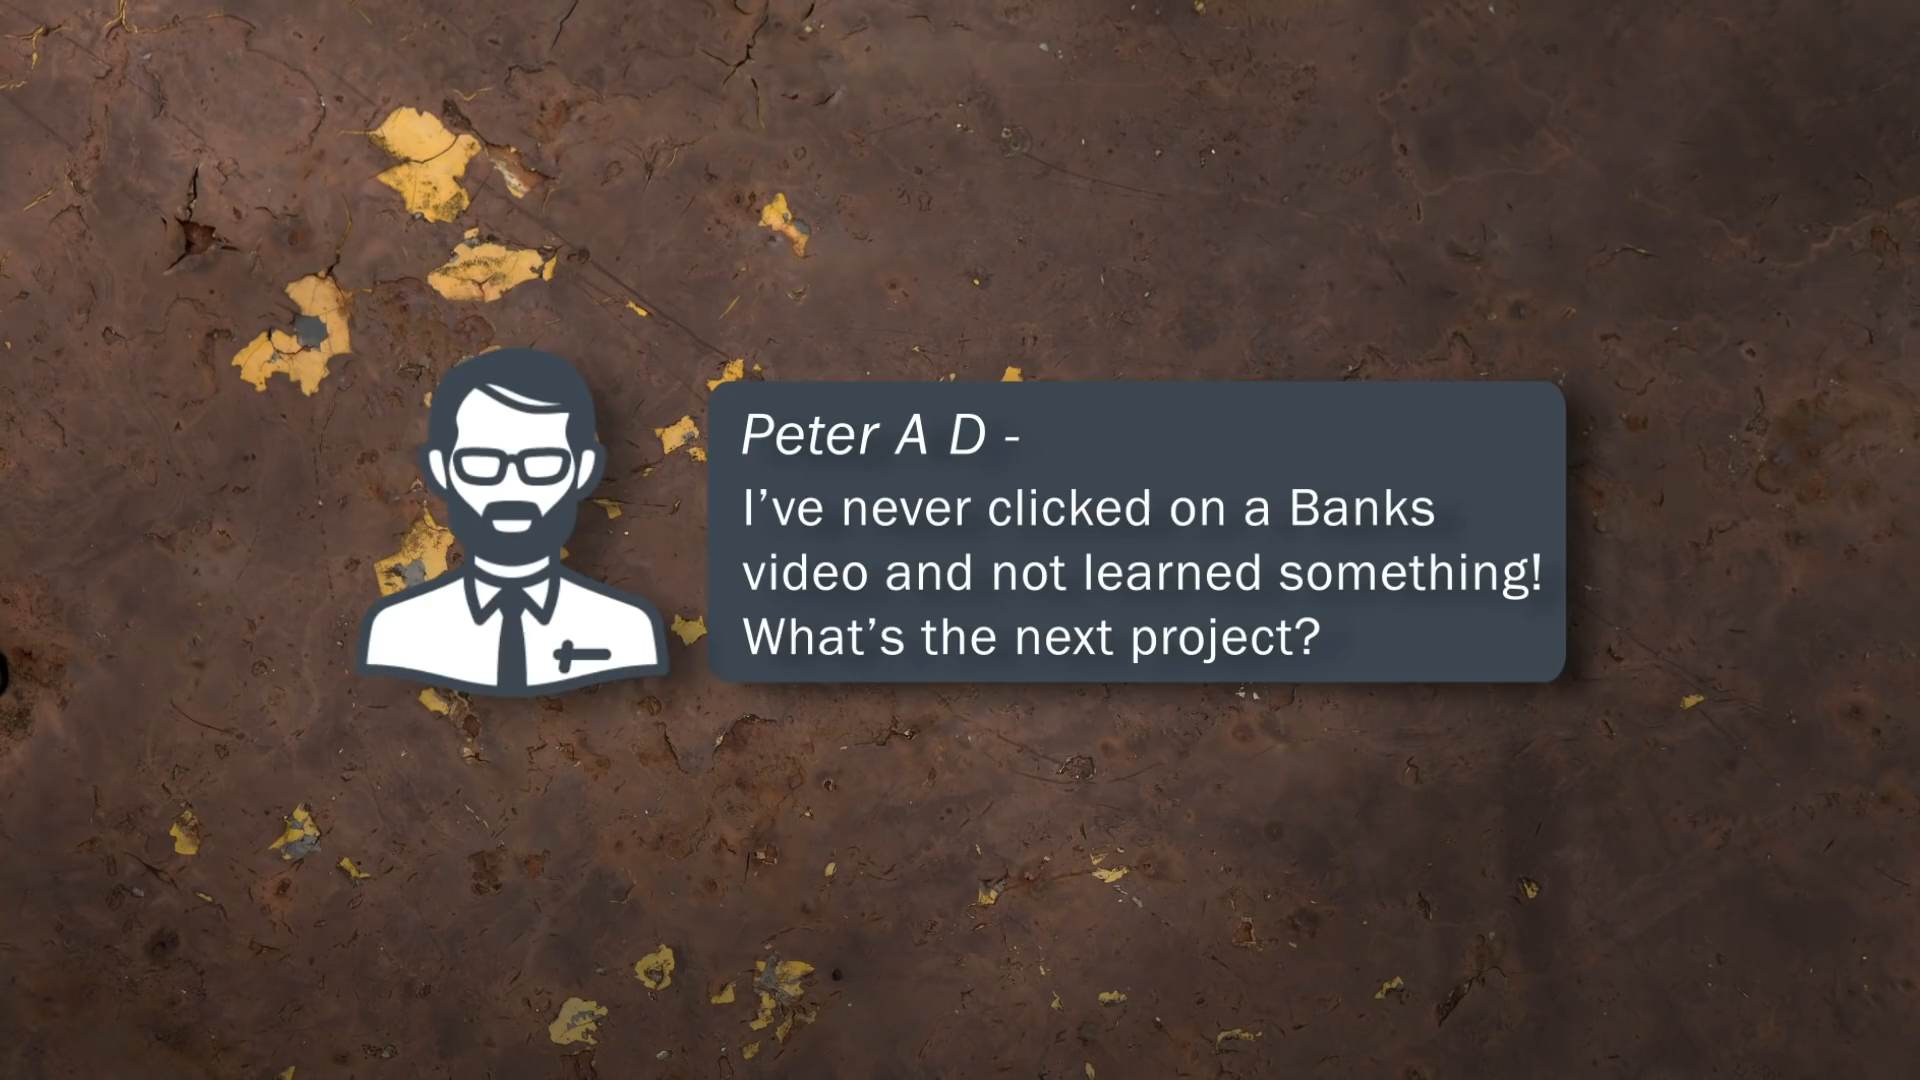 Peter A D -
I’ve never clicked on a Banks
video and not learned something!
What’s the next project?